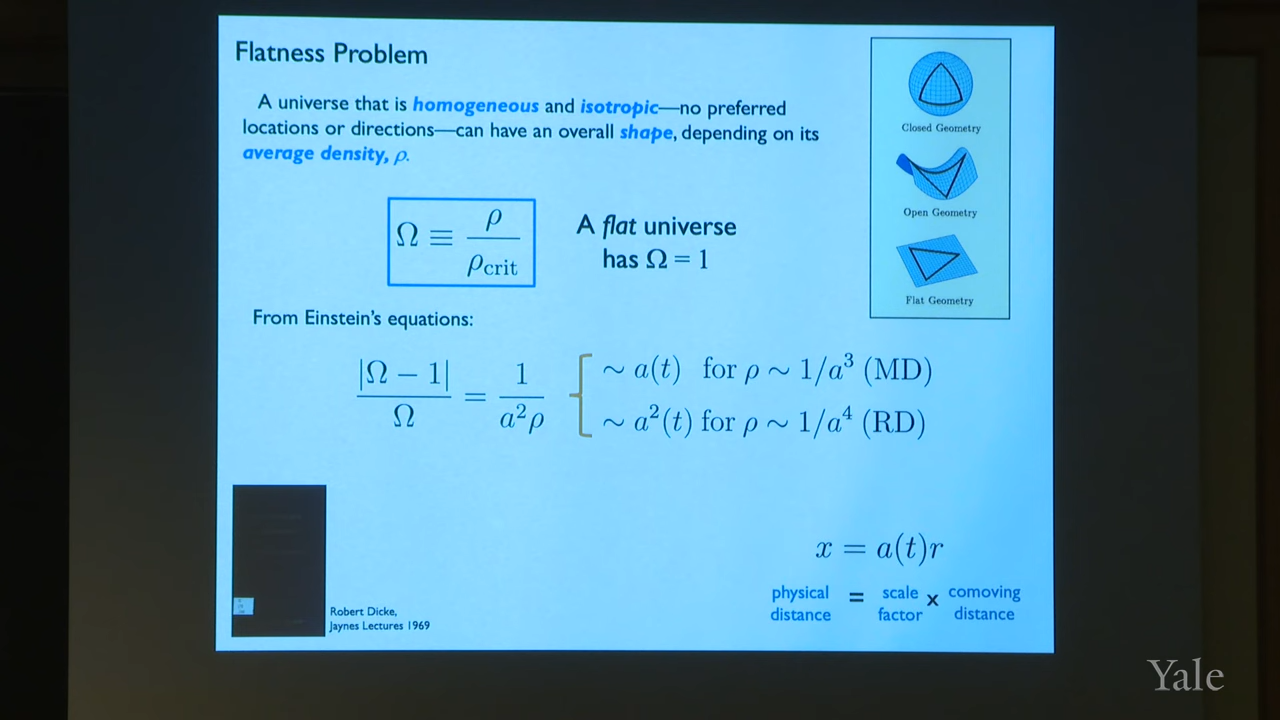 Flatness Problem
A universe that is homogeneous and isotropic—no preferred
locations or directions—can have an overall shape, depending on its
average density, ρ.
Closed Geometry
Open Geometry
Flat Geometry
Ω ≡ ρ / ρcrit
A flat universe
has Ω = 1
From Einstein's equations:
|Ω − 1| / Ω = 1 / a²ρ
~ a(t) for ρ ~ 1/a³ (MD)
~ a²(t) for ρ ~ 1/a⁴ (RD)
x = a(t)r
physical distance = scale factor x comoving distance
Robert Dicke,
Jaynes Lectures 1969
Yale